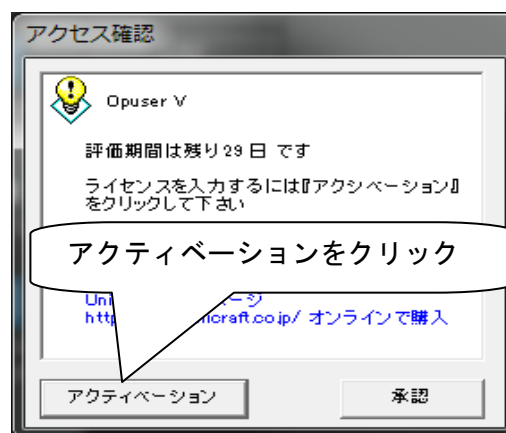 アクセス確認
Opuser V
評価期間は残り29日 です
ライセンスを入力するには『アクシベーション』
をクリックして下さい
アクティベーションをクリック
Uni ージ
http icraft.co.jp/ オンラインで購入
アクティベーション
承認